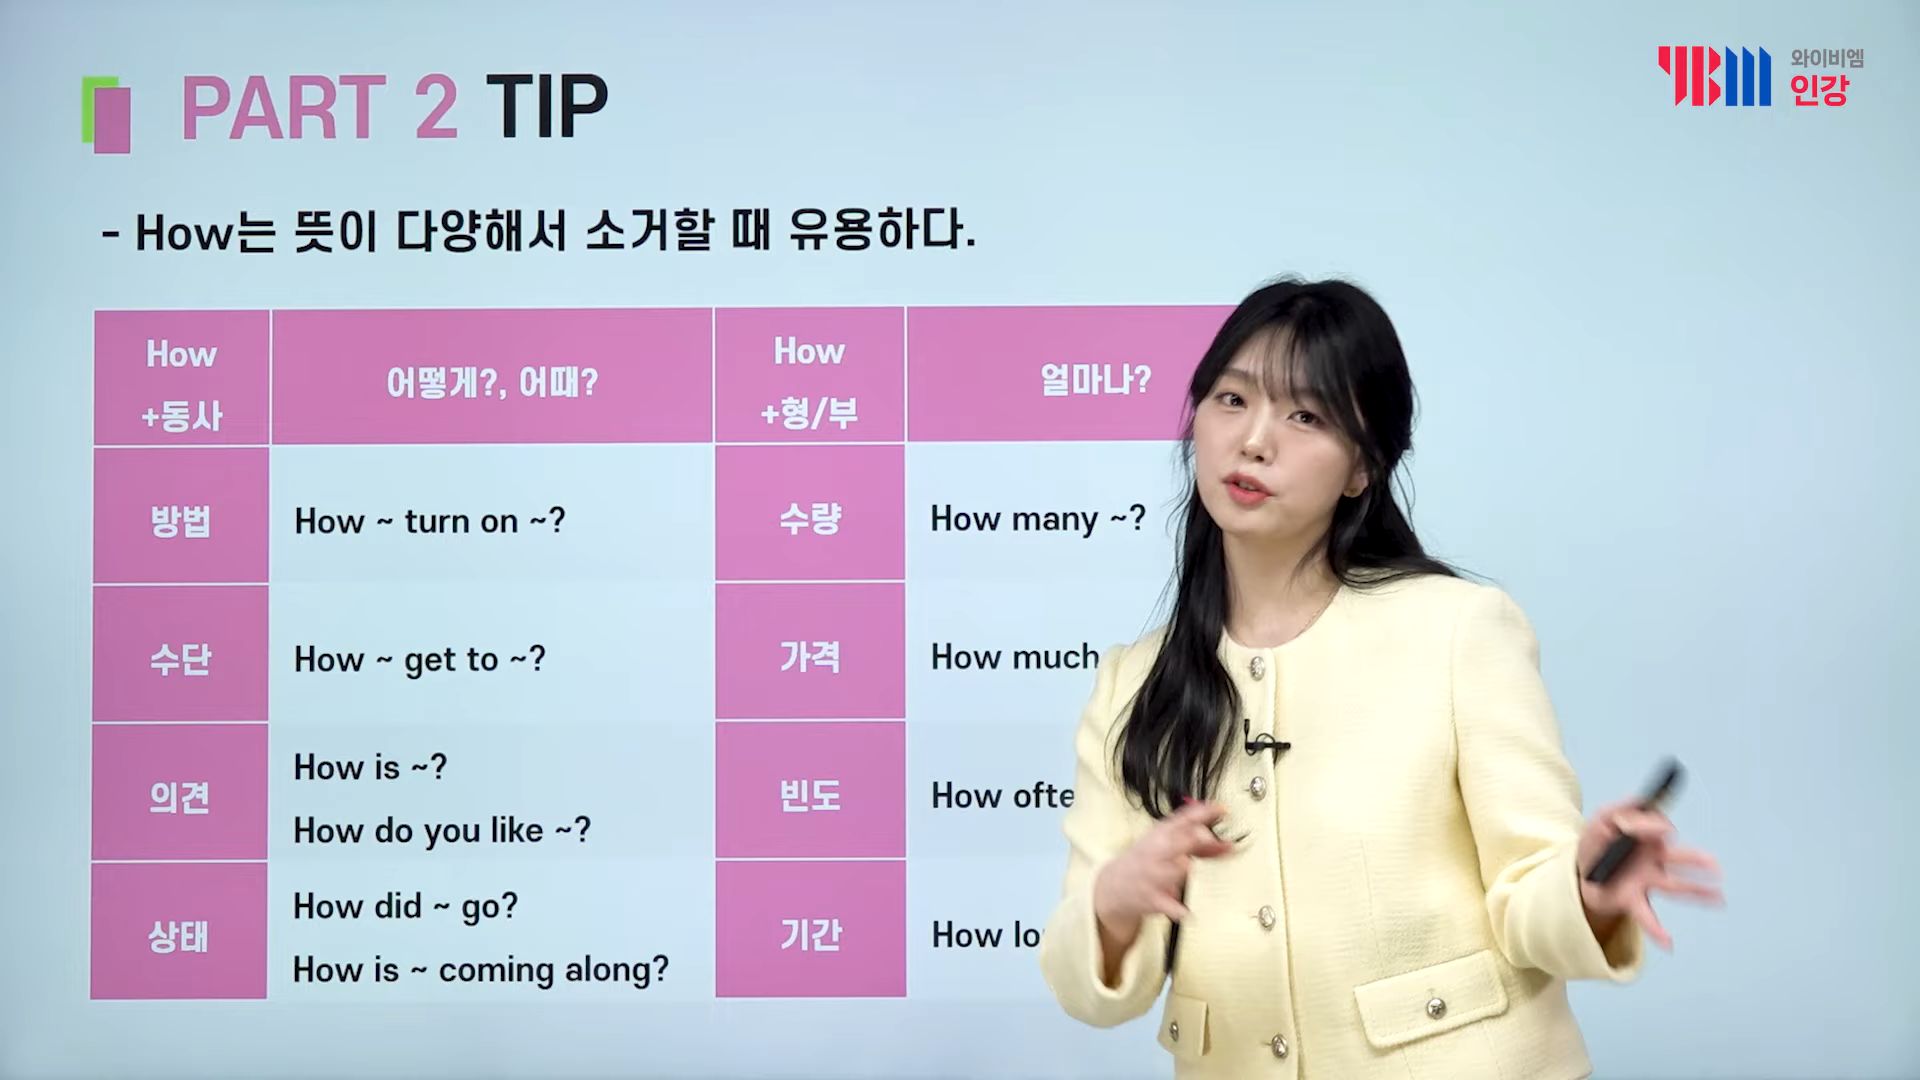 PART 2 TIP
YBM 와이비엠
인강
- How는 뜻이 다양해서 소거할 때 유용하다.
How
+동사
어떻게?, 어때?
How
+형/부
얼마나?
방법
How ~ turn on ~?
수량
How many ~?
수단
How ~ get to ~?
가격
How much
의견
How is ~?
How do you like ~?
빈도
How
상태
How did ~ go?
How is ~ coming along?
기간
How